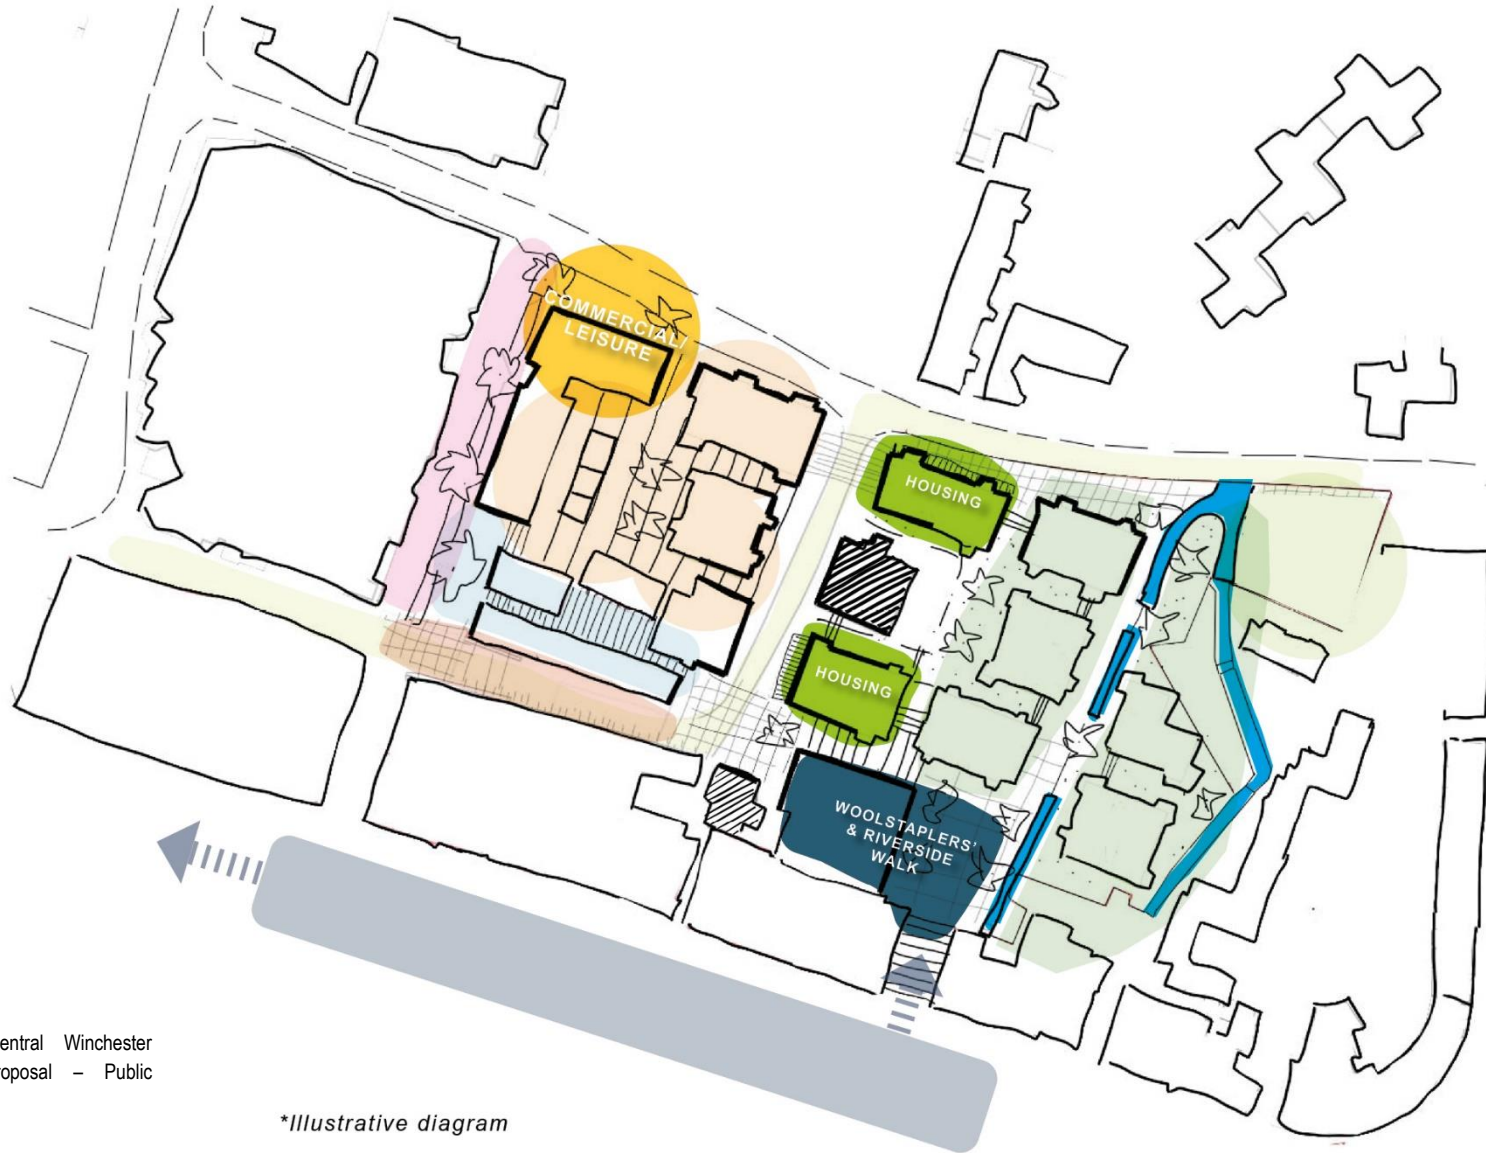 COMMERCIAL/
LEISURE
HOUSING
HOUSING
WOOLSTAPLERS'
& RIVERSIDE
WALK
entral Winchester
oposal – Public
*Illustrative diagram